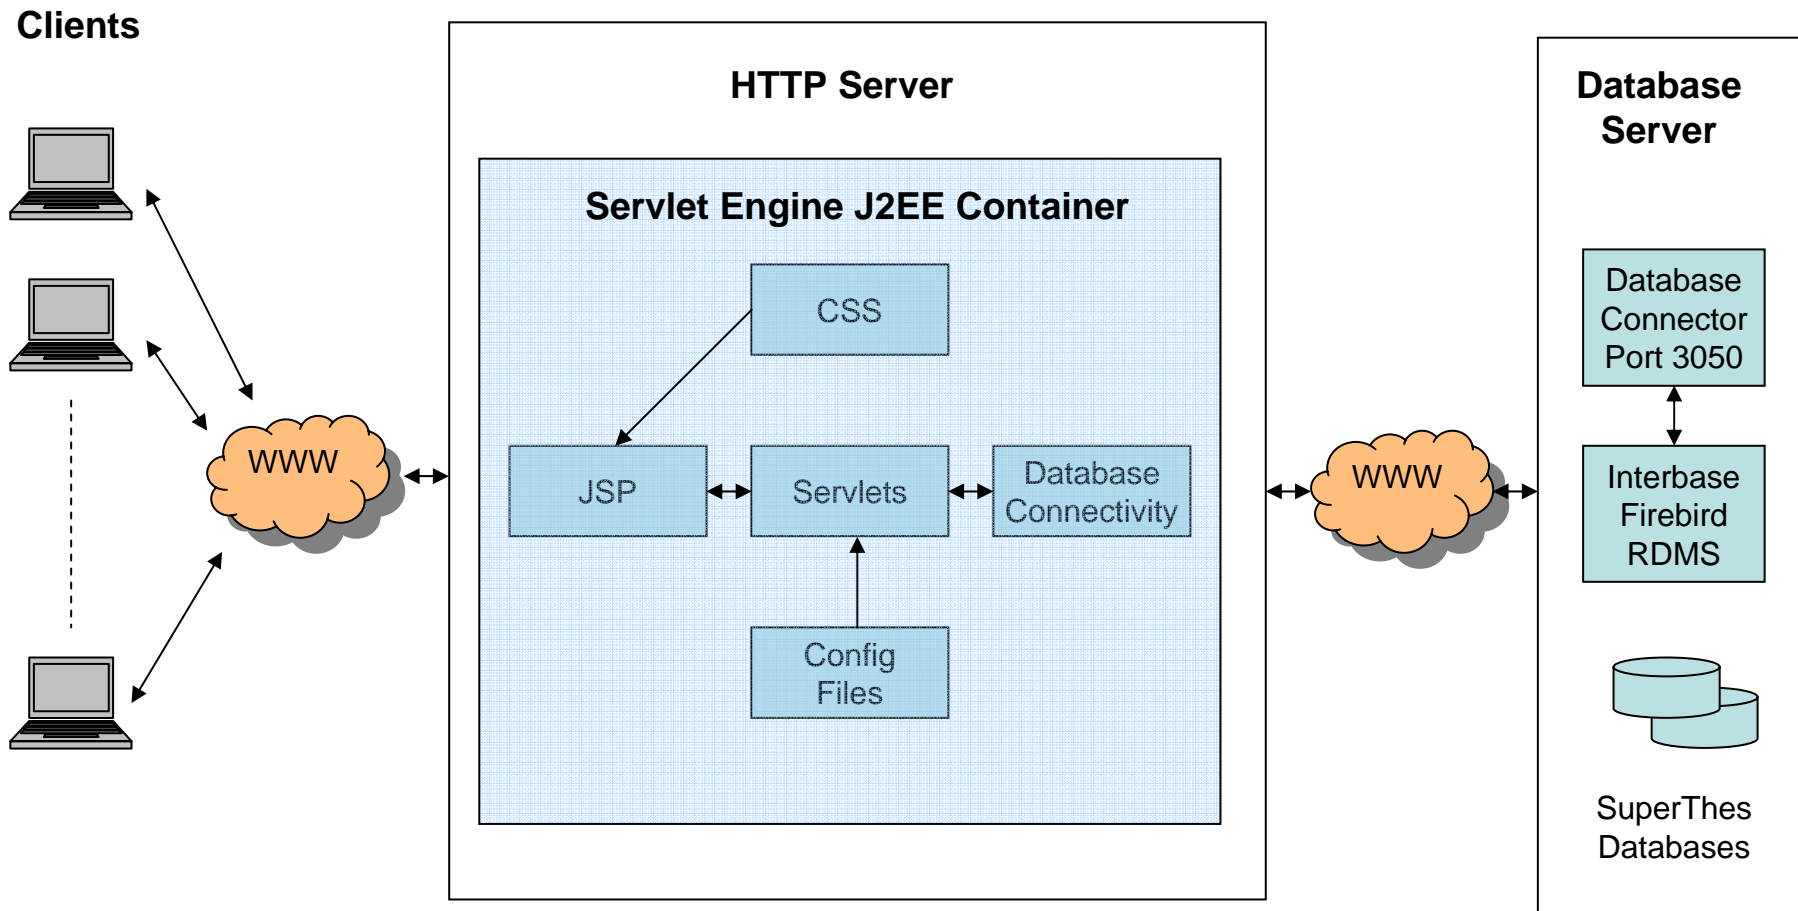 Clients
HTTP Server
Database
Server
Servlet Engine J2EE Container
CSS
Database
Connector
Port 3050
WWW
JSP
Servlets
Database
Connectivity
WWW
Interbase
Firebird
RDMS
Config
Files
SuperThes
Databases